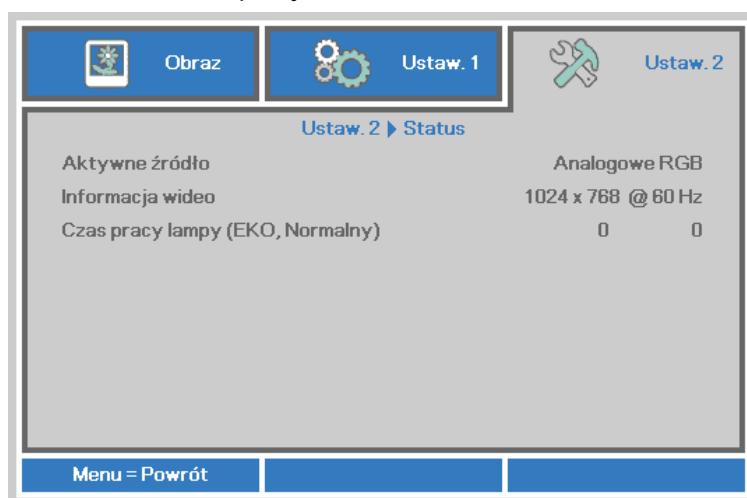 Obraz
Ustaw. 1
Ustaw. 2
Ustaw. 2 Status
Aktywne źródło Analogowe RGB
Informacja wideo 1024 x 768 @ 60 Hz
Czas pracy lampy (EKO, Normalny) 0 0
Menu = Powrót